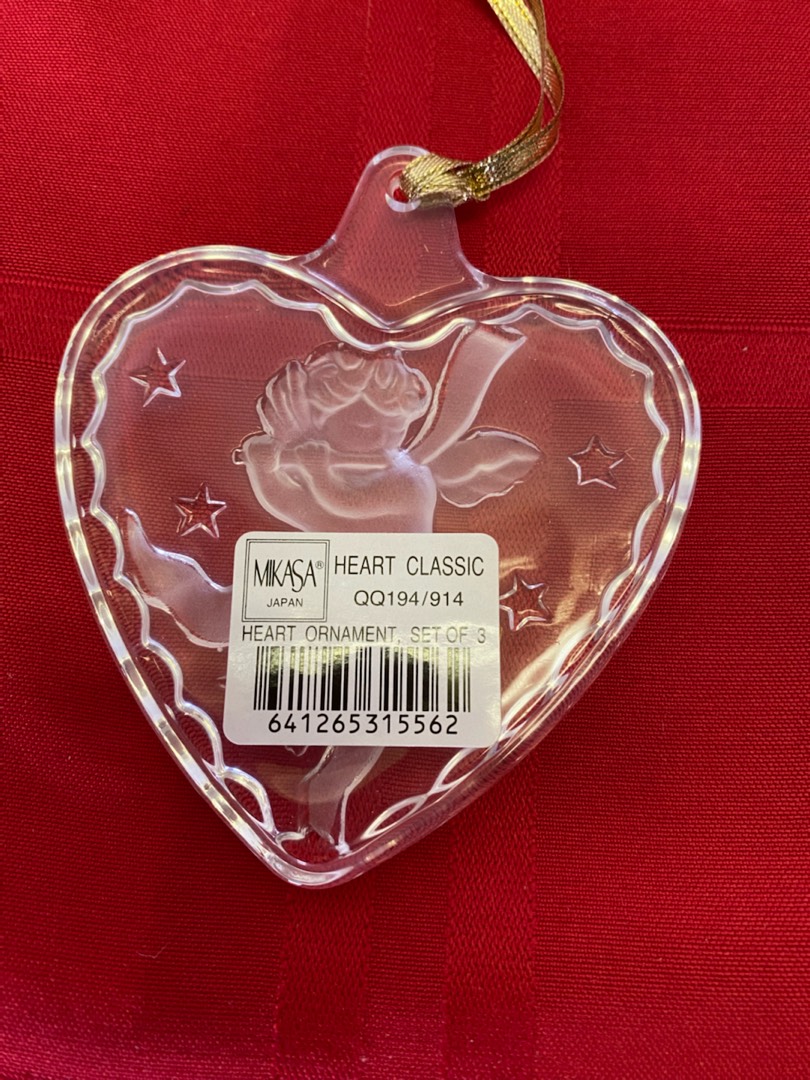 MIKASA® HEART CLASSIC
JAPAN QQ194/914
HEART ORNAMENT, SET OF 3
641265315562